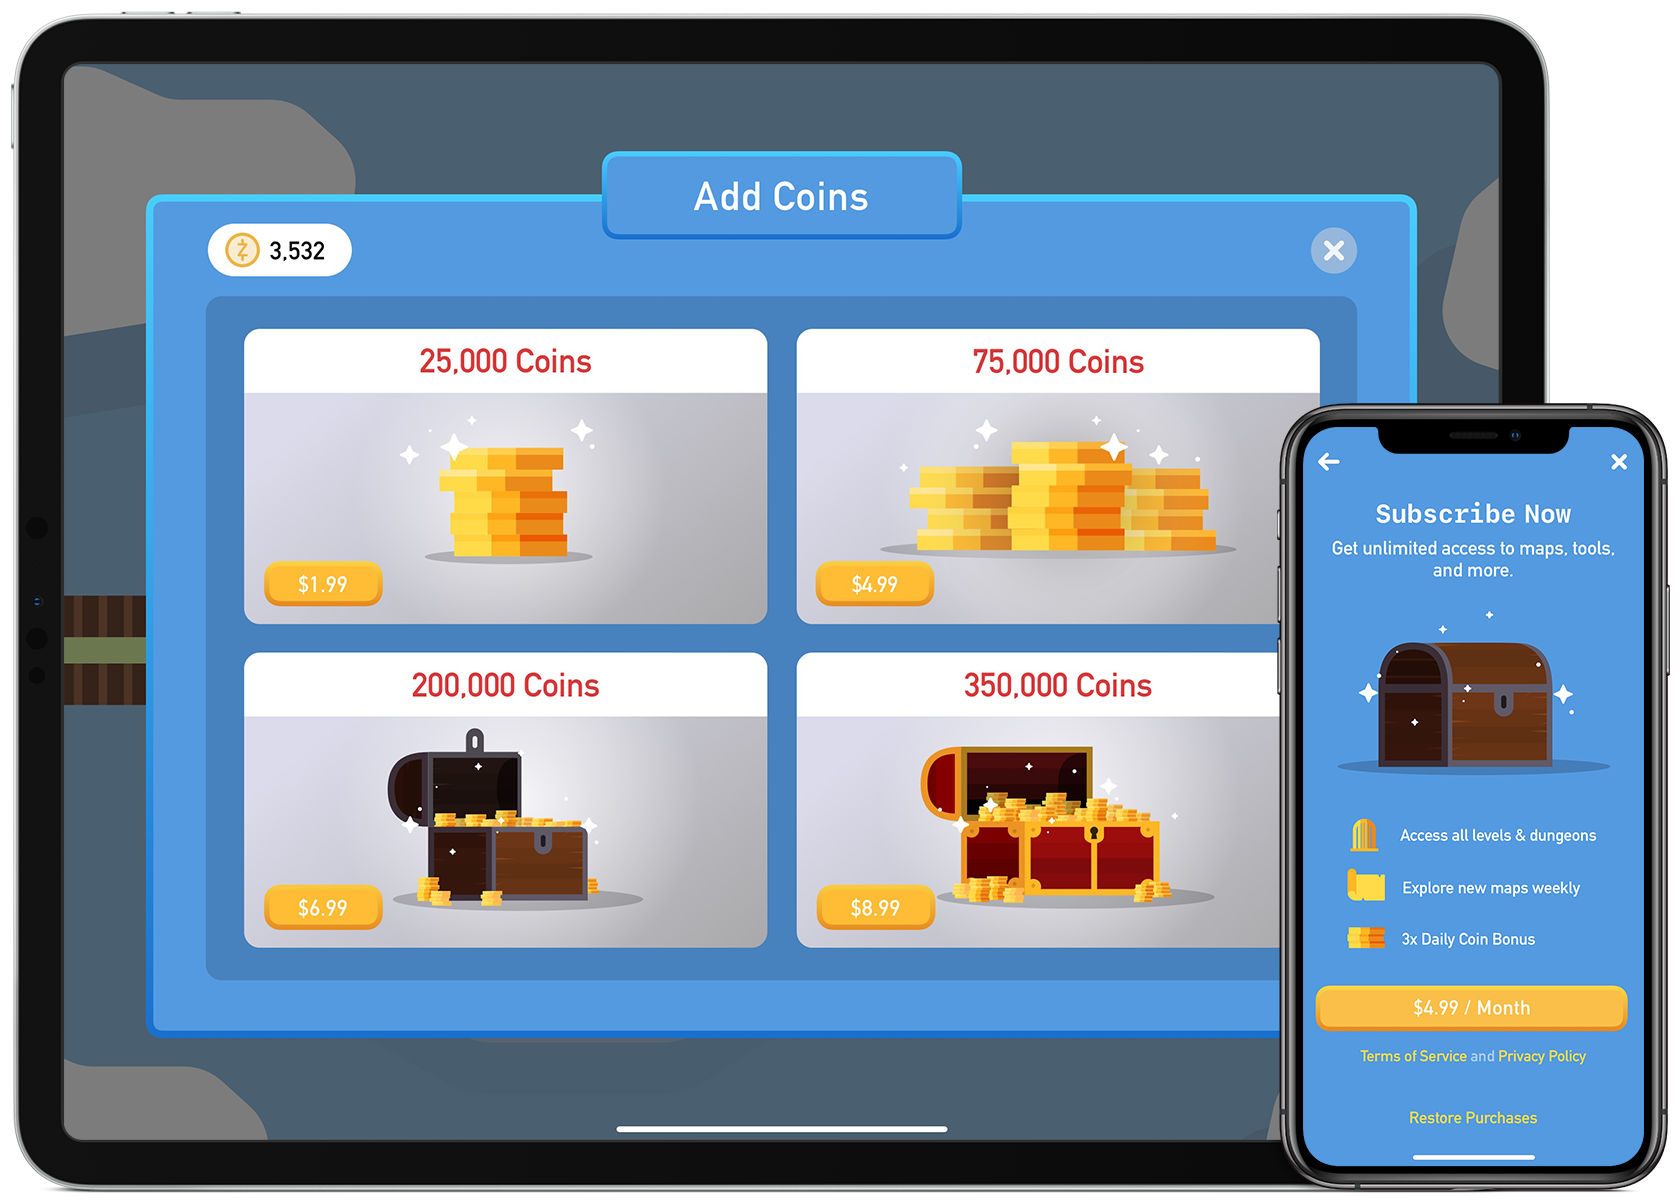 Add Coins
3,532
25,000 Coins
75,000 Coins
$1.99
$4.99
200,000 Coins
350,000 Coins
$6.99
$8.99
Subscribe Now
Get unlimited access to maps, tools,
and more.
Access all levels & dungeons
Explore new maps weekly
3x Daily Coin Bonus
$4.99 / Month
Terms of Service and Privacy Policy
Restore Purchases